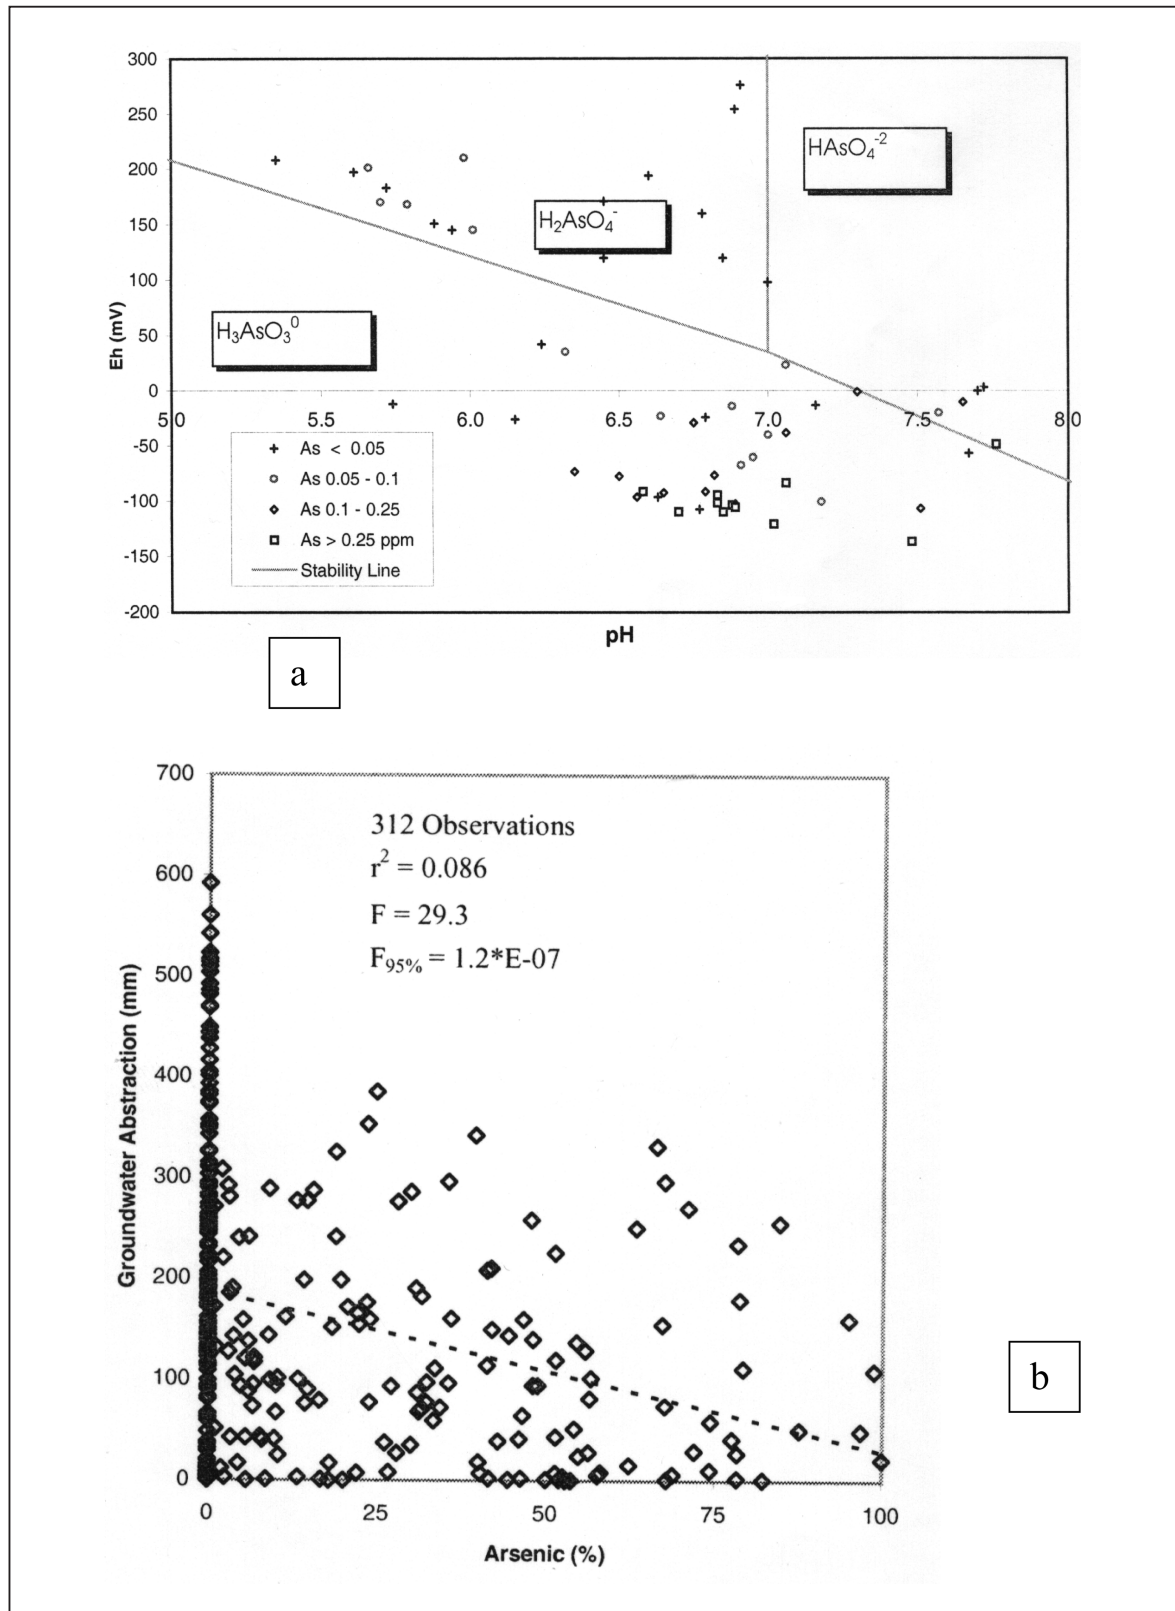 300
250
200
150
100
50
0
-50
-100
-150
-200
Eh (mV)
5.0
5.5
6.0
6.5
7.0
7.5
8.0
pH
HAsO₄⁻²
H₂AsO₄⁻
H₃AsO₃⁰
As < 0.05
As 0.05 - 0.1
As 0.1 - 0.25
As > 0.25 ppm
Stability Line
a
700
600
500
400
300
200
100
0
Groundwater Abstraction (mm)
312 Observations
r² = 0.086
F = 29.3
F₉₅% = 1.2*E-07
0
25
50
75
100
Arsenic (%)
b